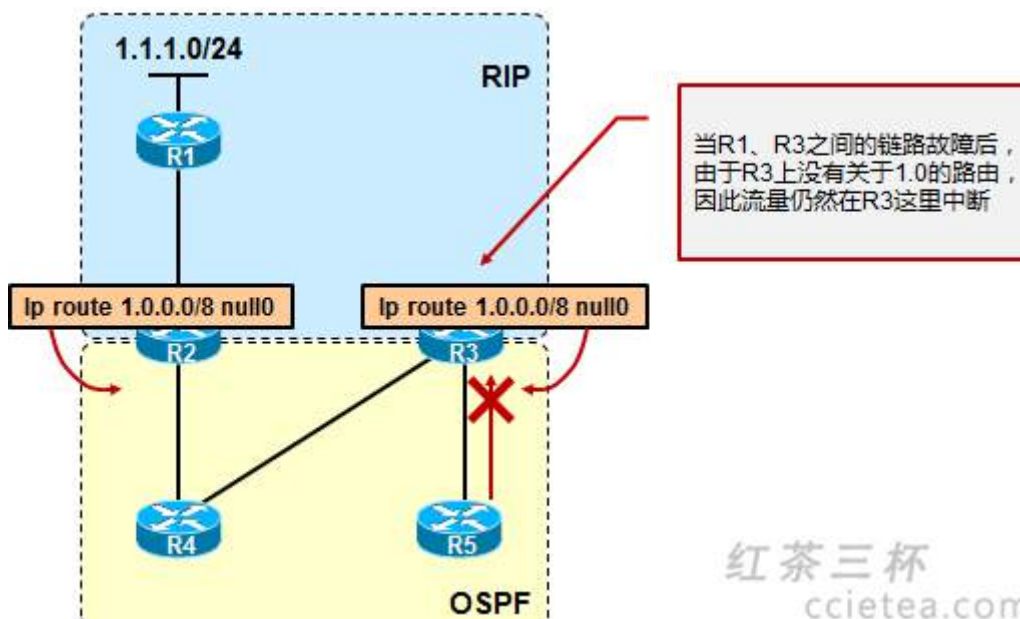 1.1.1.0/24
RIP
R1
当R1、R3之间的链路故障后，
由于R3上没有关于1.0的路由，
因此流量仍然在R3这里中断
Ip route 1.0.0.0/8 null0
Ip route 1.0.0.0/8 null0
R2
R3
R4
R5
OSPF
红茶三杯
ccietea.com